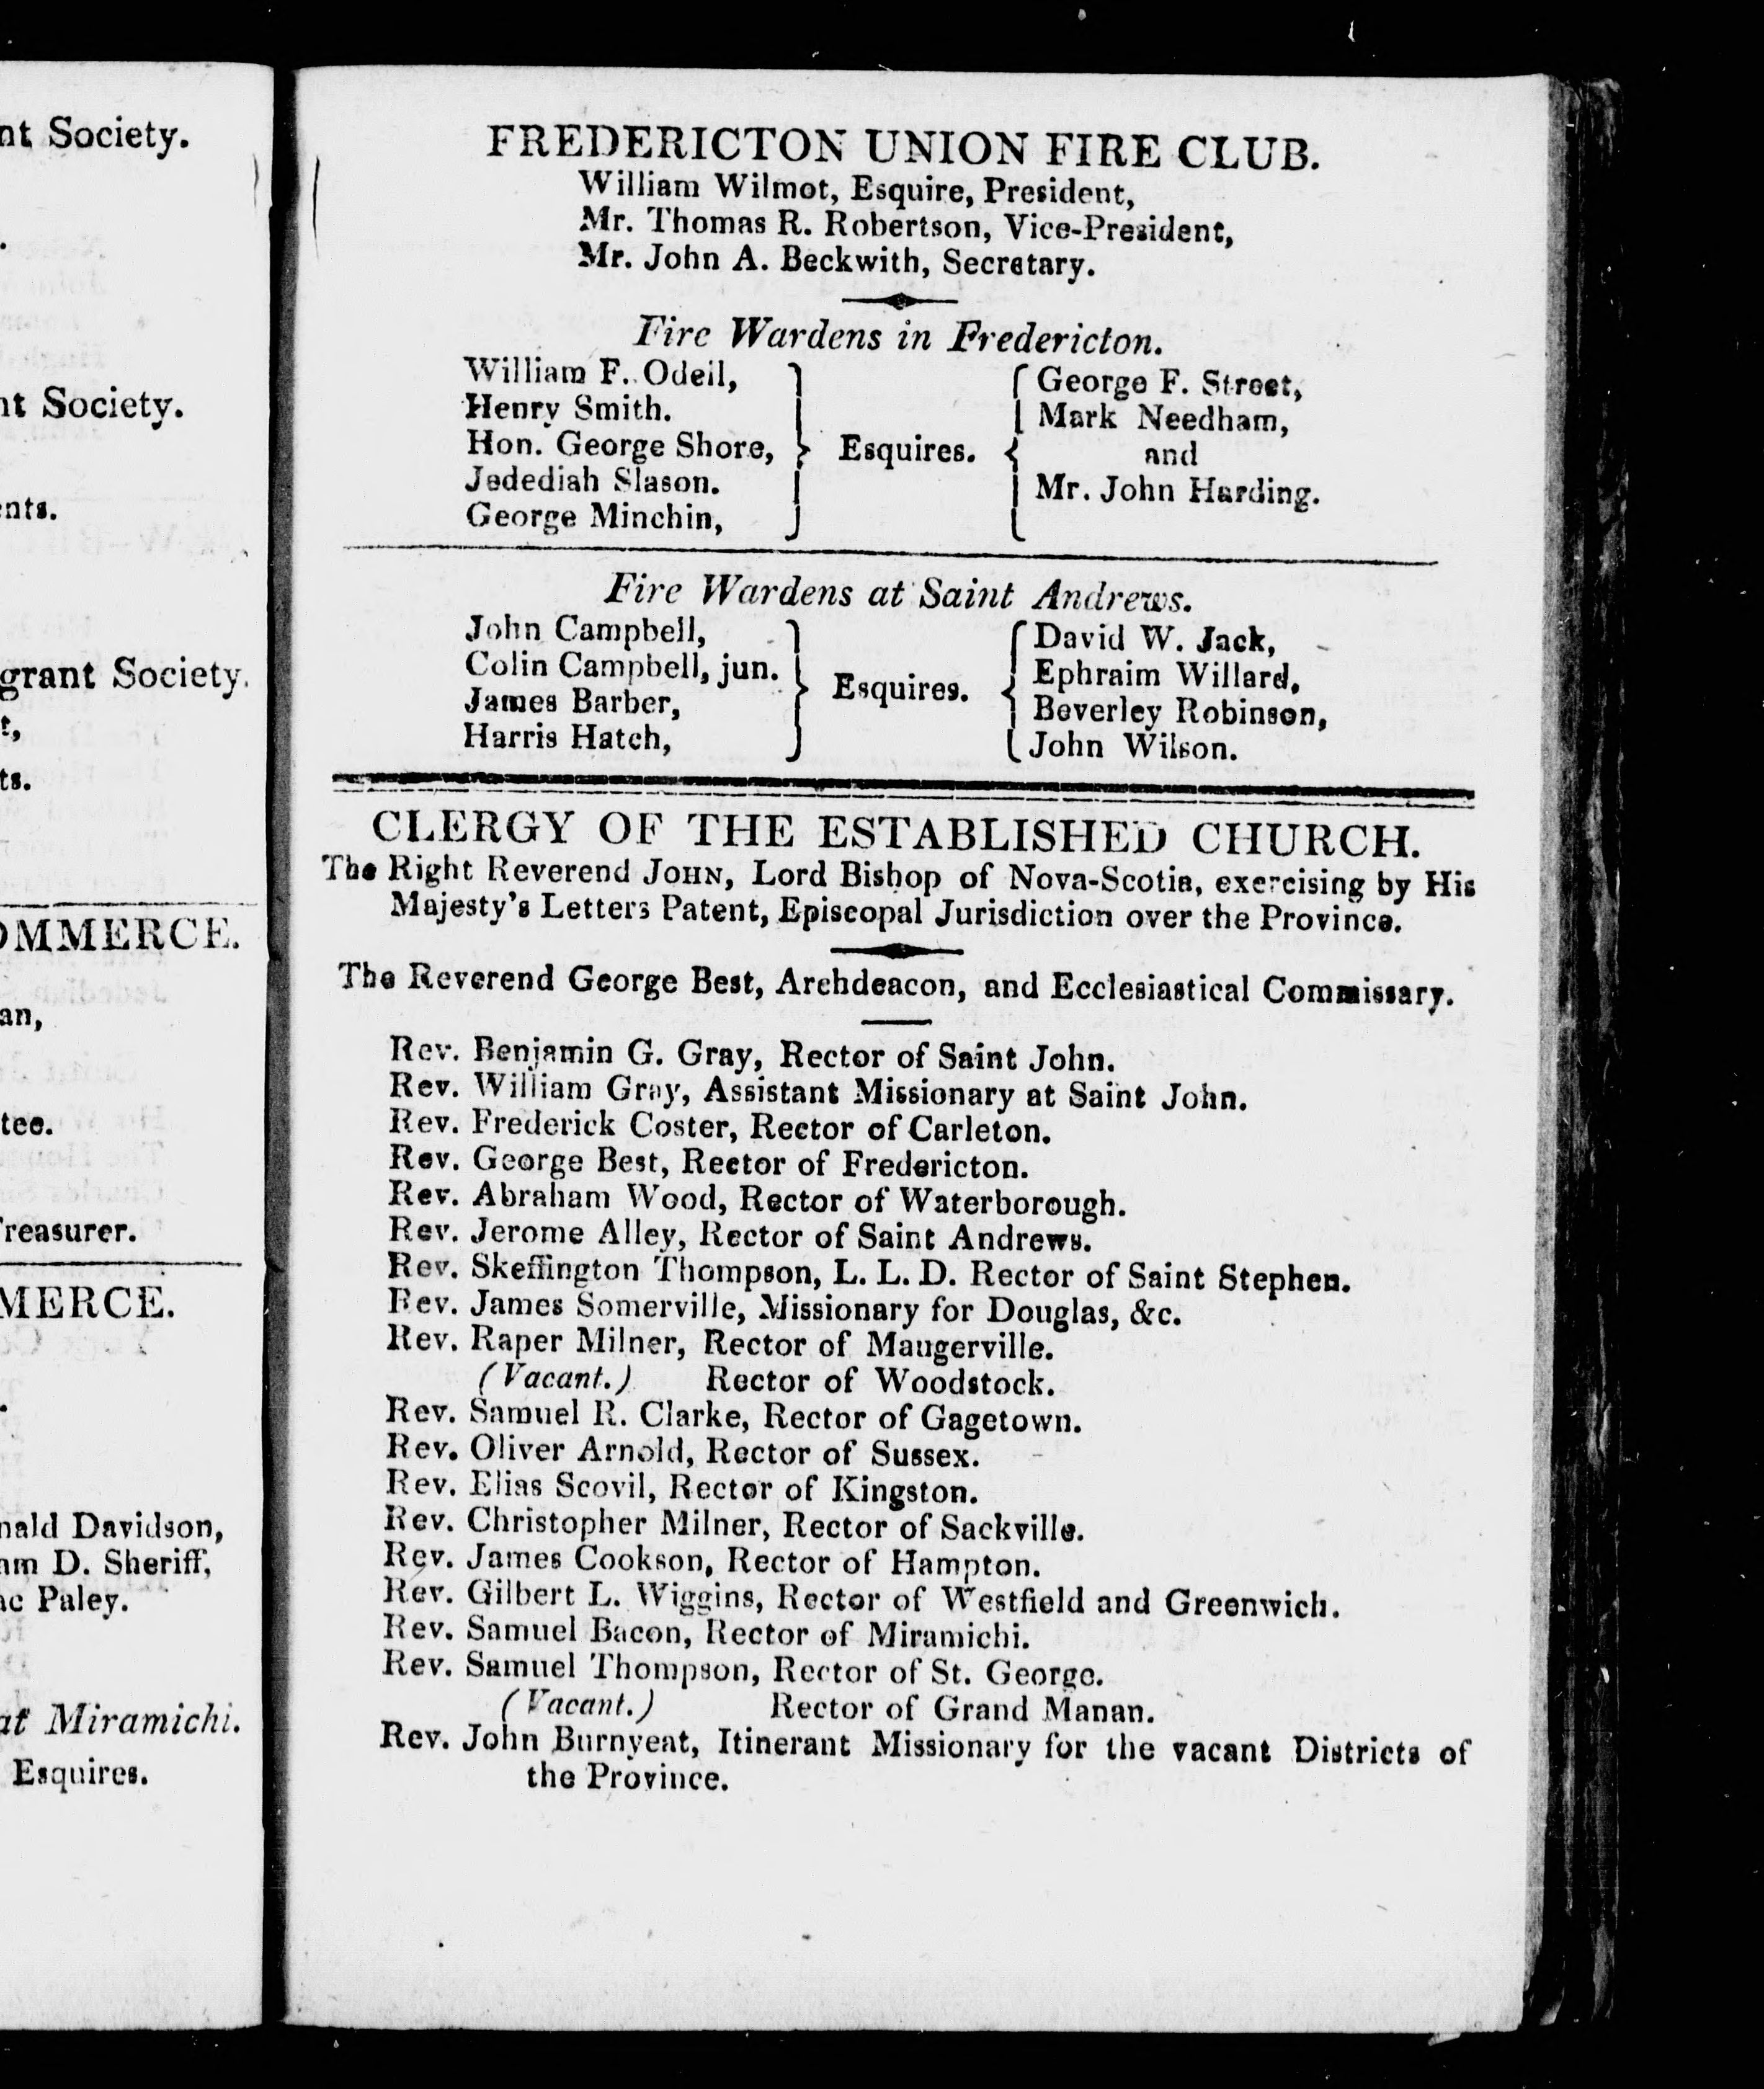 nt Society.
nt Society.
ents.
grant Society.
t,
ts.
OMMERCE.
an,
tee.
Treasurer.
MERCE.
nald Davidson,
am D. Sheriff,
ac Paley.
at Miramichi.
Esquires.
FREDERICTON UNION FIRE CLUB.
William Wilmot, Esquire, President,
Mr. Thomas R. Robertson, Vice-President,
Mr. John A. Beckwith, Secretary.
Fire Wardens in Fredericton.
William F. Odell,
Henry Smith.
Hon. George Shore,
Jedediah Slason.
George Minchin,
Esquires.
George F. Street,
Mark Needham,
and
Mr. John Harding.
Fire Wardens at Saint Andrews.
John Campbell,
Colin Campbell, jun.
James Barber,
Harris Hatch,
Esquires.
David W. Jack,
Ephraim Willard,
Beverley Robinson,
John Wilson.
CLERGY OF THE ESTABLISHED CHURCH.
The Right Reverend JOHN, Lord Bishop of Nova-Scotia, exercising by His
Majesty's Letters Patent, Episcopal Jurisdiction over the Province.
The Reverend George Best, Archdeacon, and Ecclesiastical Commissary.
Rev. Benjamin G. Gray, Rector of Saint John.
Rev. William Gray, Assistant Missionary at Saint John.
Rev. Frederick Coster, Rector of Carleton.
Rev. George Best, Rector of Fredericton.
Rev. Abraham Wood, Rector of Waterborough.
Rev. Jerome Alley, Rector of Saint Andrews.
Rev. Skeffington Thompson, L. L. D. Rector of Saint Stephen.
Rev. James Somerville, Missionary for Douglas, &c.
Rev. Raper Milner, Rector of Maugerville.
(Vacant.) Rector of Woodstock.
Rev. Samuel R. Clarke, Rector of Gagetown.
Rev. Oliver Arnold, Rector of Sussex.
Rev. Elias Scovil, Rector of Kingston.
Rev. Christopher Milner, Rector of Sackville.
Rev. James Cookson, Rector of Hampton.
Rev. Gilbert L. Wiggins, Rector of Westfield and Greenwich.
Rev. Samuel Bacon, Rector of Miramichi.
Rev. Samuel Thompson, Rector of St. George.
(Vacant.) Rector of Grand Manan.
Rev. John Burnyeat, Itinerant Missionary for the vacant Districts of
the Province.